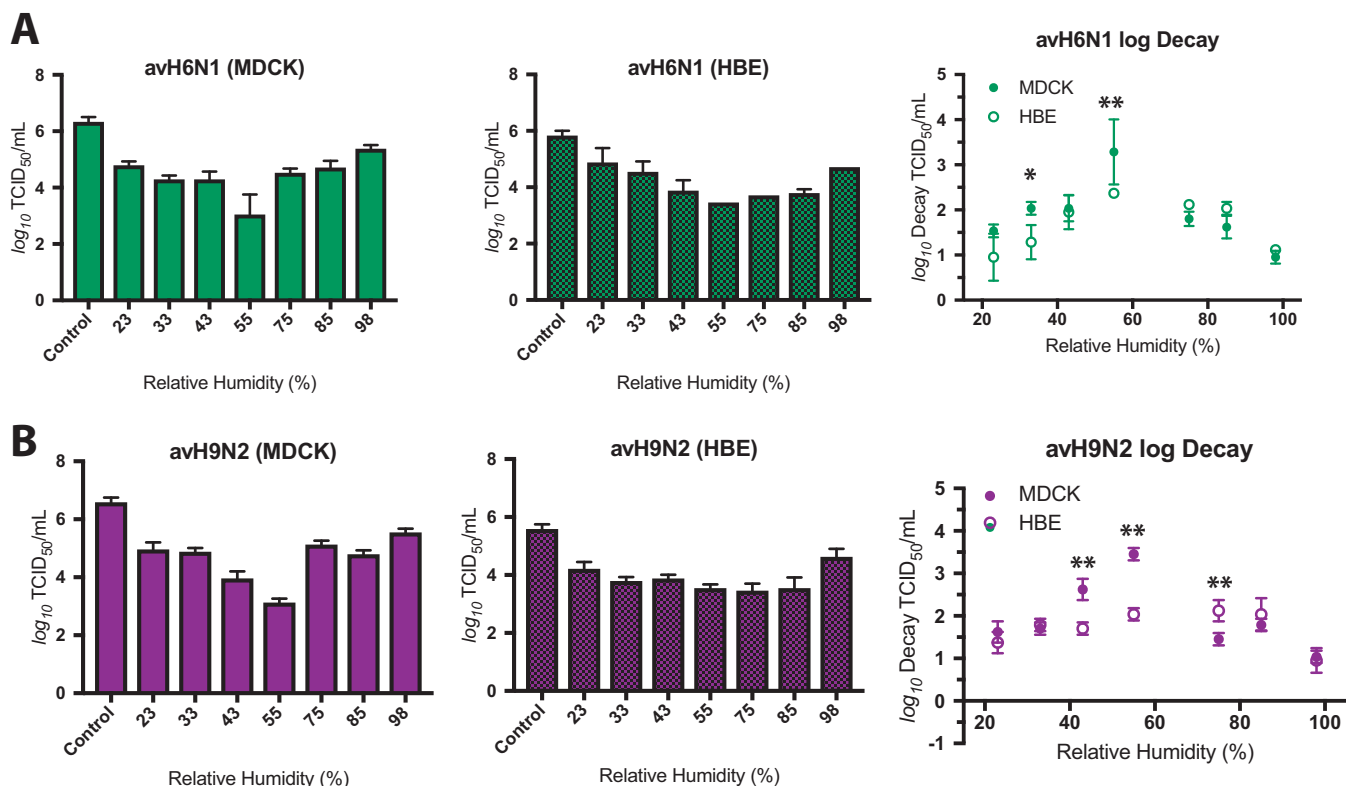 A
avH6N1 (MDCK)
log10 TCID50/mL
8
6
4
2
0
Control
23
33
43
55
75
85
98
Relative Humidity (%)
avH6N1 (HBE)
log10 TCID50/mL
8
6
4
2
0
Control
23
33
43
55
75
85
98
Relative Humidity (%)
avH6N1 log Decay
log10 Decay TCID50/mL
5
4
3
2
1
0
MDCK
HBE
*
**
20
40
60
80
100
Relative Humidity (%)
B
avH9N2 (MDCK)
log10 TCID50/mL
8
6
4
2
0
Control
23
33
43
55
75
85
98
Relative Humidity (%)
avH9N2 (HBE)
log10 TCID50/mL
8
6
4
2
0
Control
23
33
43
55
75
85
98
Relative Humidity (%)
avH9N2 log Decay
log10 Decay TCID50/mL
5
4
3
2
1
0
-1
MDCK
HBE
**
**
**
20
40
60
80
100
Relative Humidity (%)